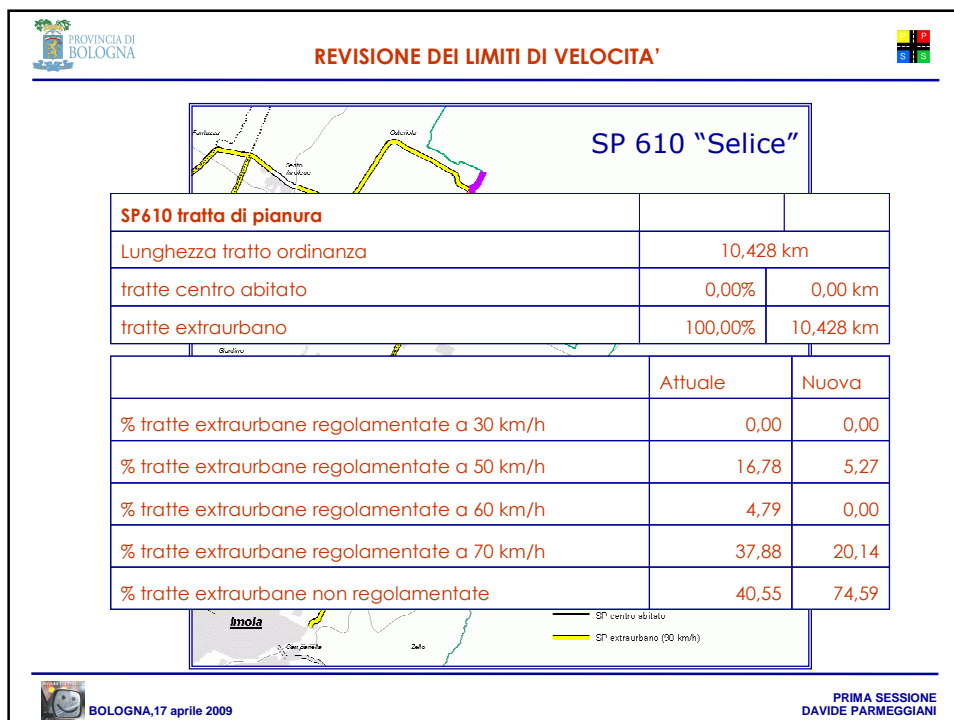 PROVINCIA DI
BOLOGNA
REVISIONE DEI LIMITI DI VELOCITA'
P P
S S
SP 610 “Selice”
Fantuzza
Osteriola
Sesto
SP610 tratta di pianura
Lunghezza tratto ordinanza 10,428 km
tratte centro abitato 0,00% 0,00 km
tratte extraurbano 100,00% 10,428 km
Giardino
Attuale Nuova
% tratte extraurbane regolamentate a 30 km/h 0,00 0,00
% tratte extraurbane regolamentate a 50 km/h 16,78 5,27
% tratte extraurbane regolamentate a 60 km/h 4,79 0,00
% tratte extraurbane regolamentate a 70 km/h 37,88 20,14
% tratte extraurbane non regolamentate 40,55 74,59
Imola
SP centro abitato
SP extraurbano (90 km/h)
Campanella
Zello
BOLOGNA,17 aprile 2009
PRIMA SESSIONE
DAVIDE PARMEGGIANI